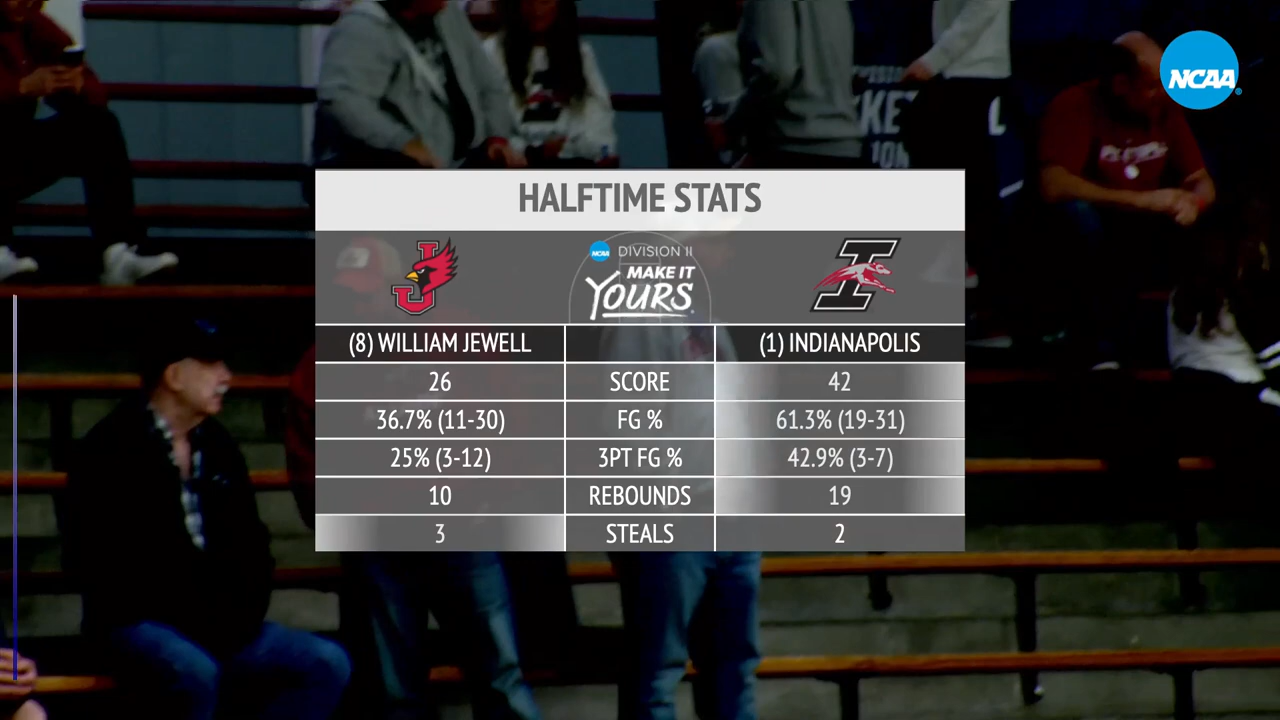 NCAA
HALFTIME STATS
NCAA DIVISION II
MAKE IT
YOURS
(8) WILLIAM JEWELL (1) INDIANAPOLIS
26 SCORE 42
36.7% (11-30) FG % 61.3% (19-31)
25% (3-12) 3PT FG % 42.9% (3-7)
10 REBOUNDS 19
3 STEALS 2